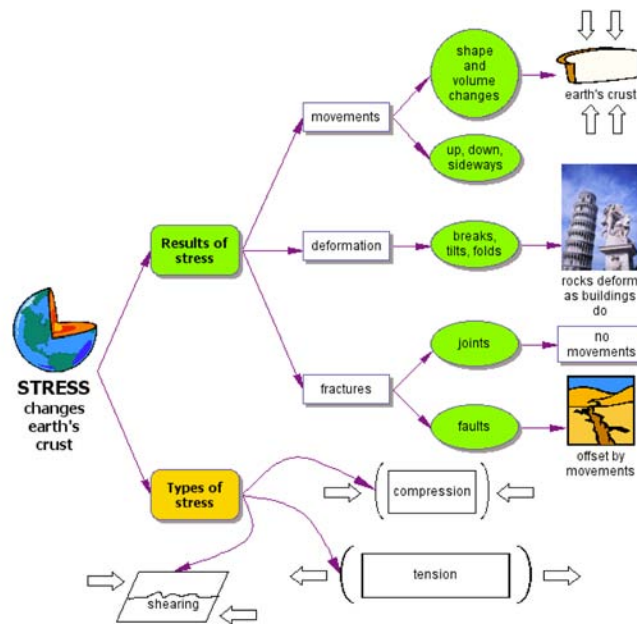 shape
and
volume
changes
earth's crust
movements
up, down,
sideways
Results of
stress
deformation
breaks,
tilts, folds
rocks deform
as buildings
do
joints
no
movements
STRESS
changes
earth's
crust
fractures
faults
offset by
movements
Types of
stress
compression
tension
shearing